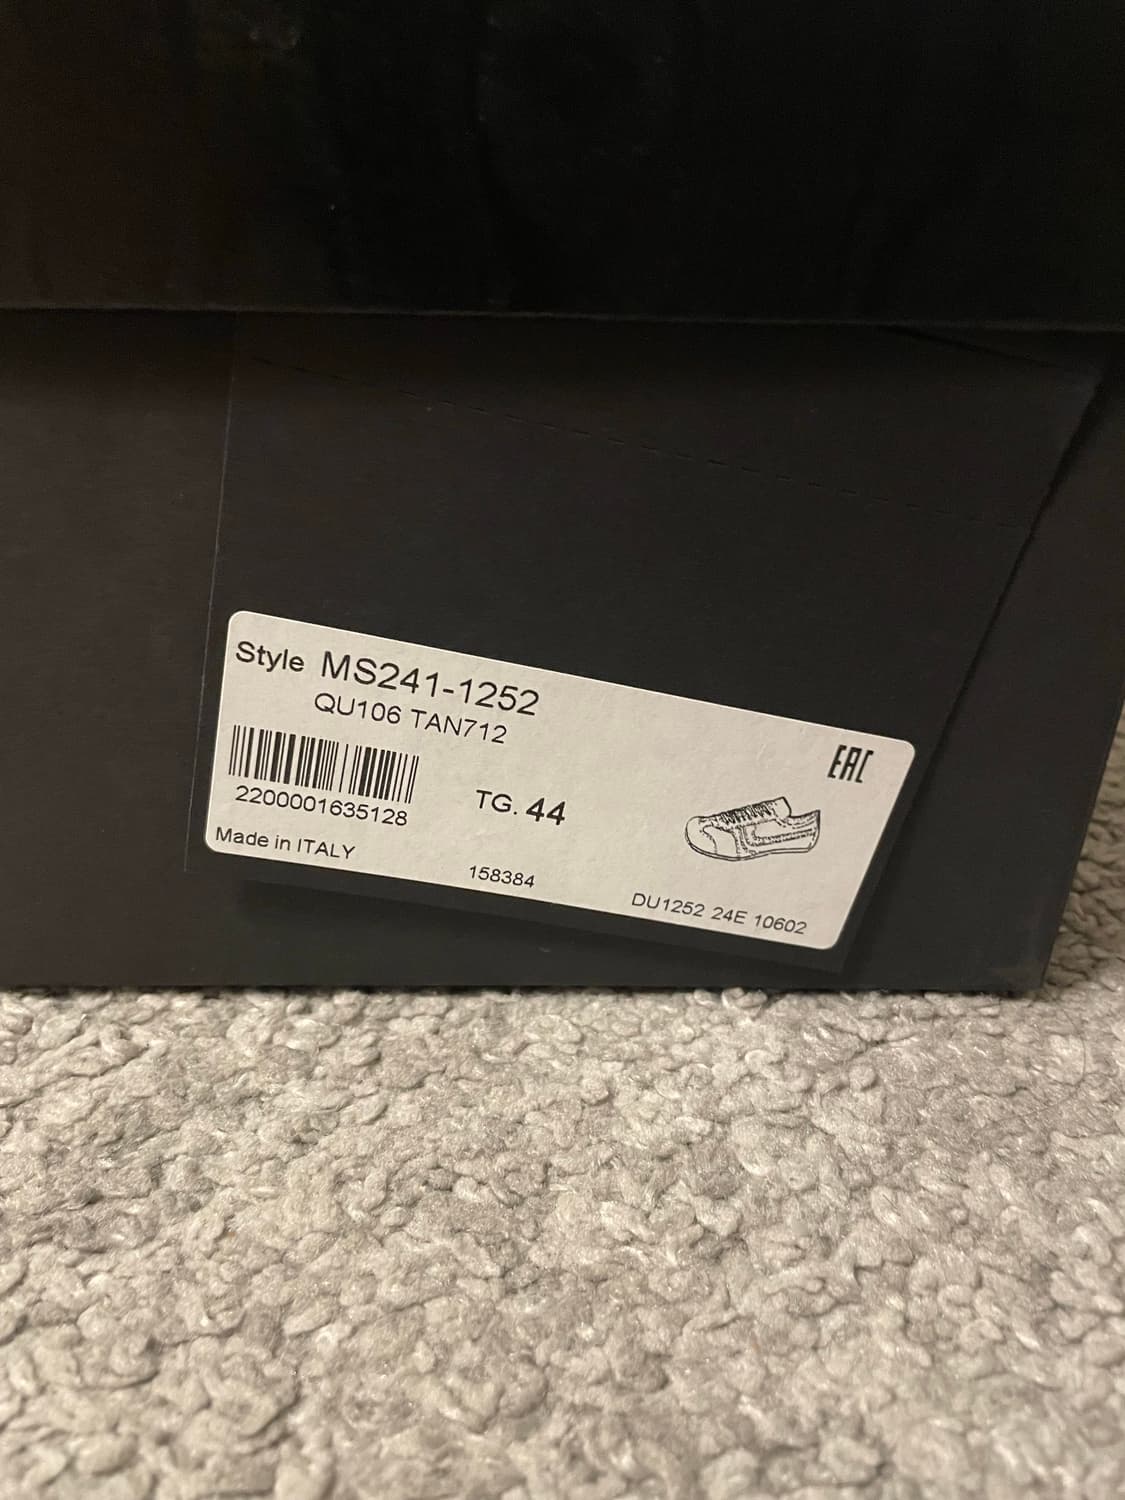 Style MS241-1252
QU106 TAN712
EAC
2200001635128
TG. 44
Made in ITALY
158384
DU1252 24E 10602